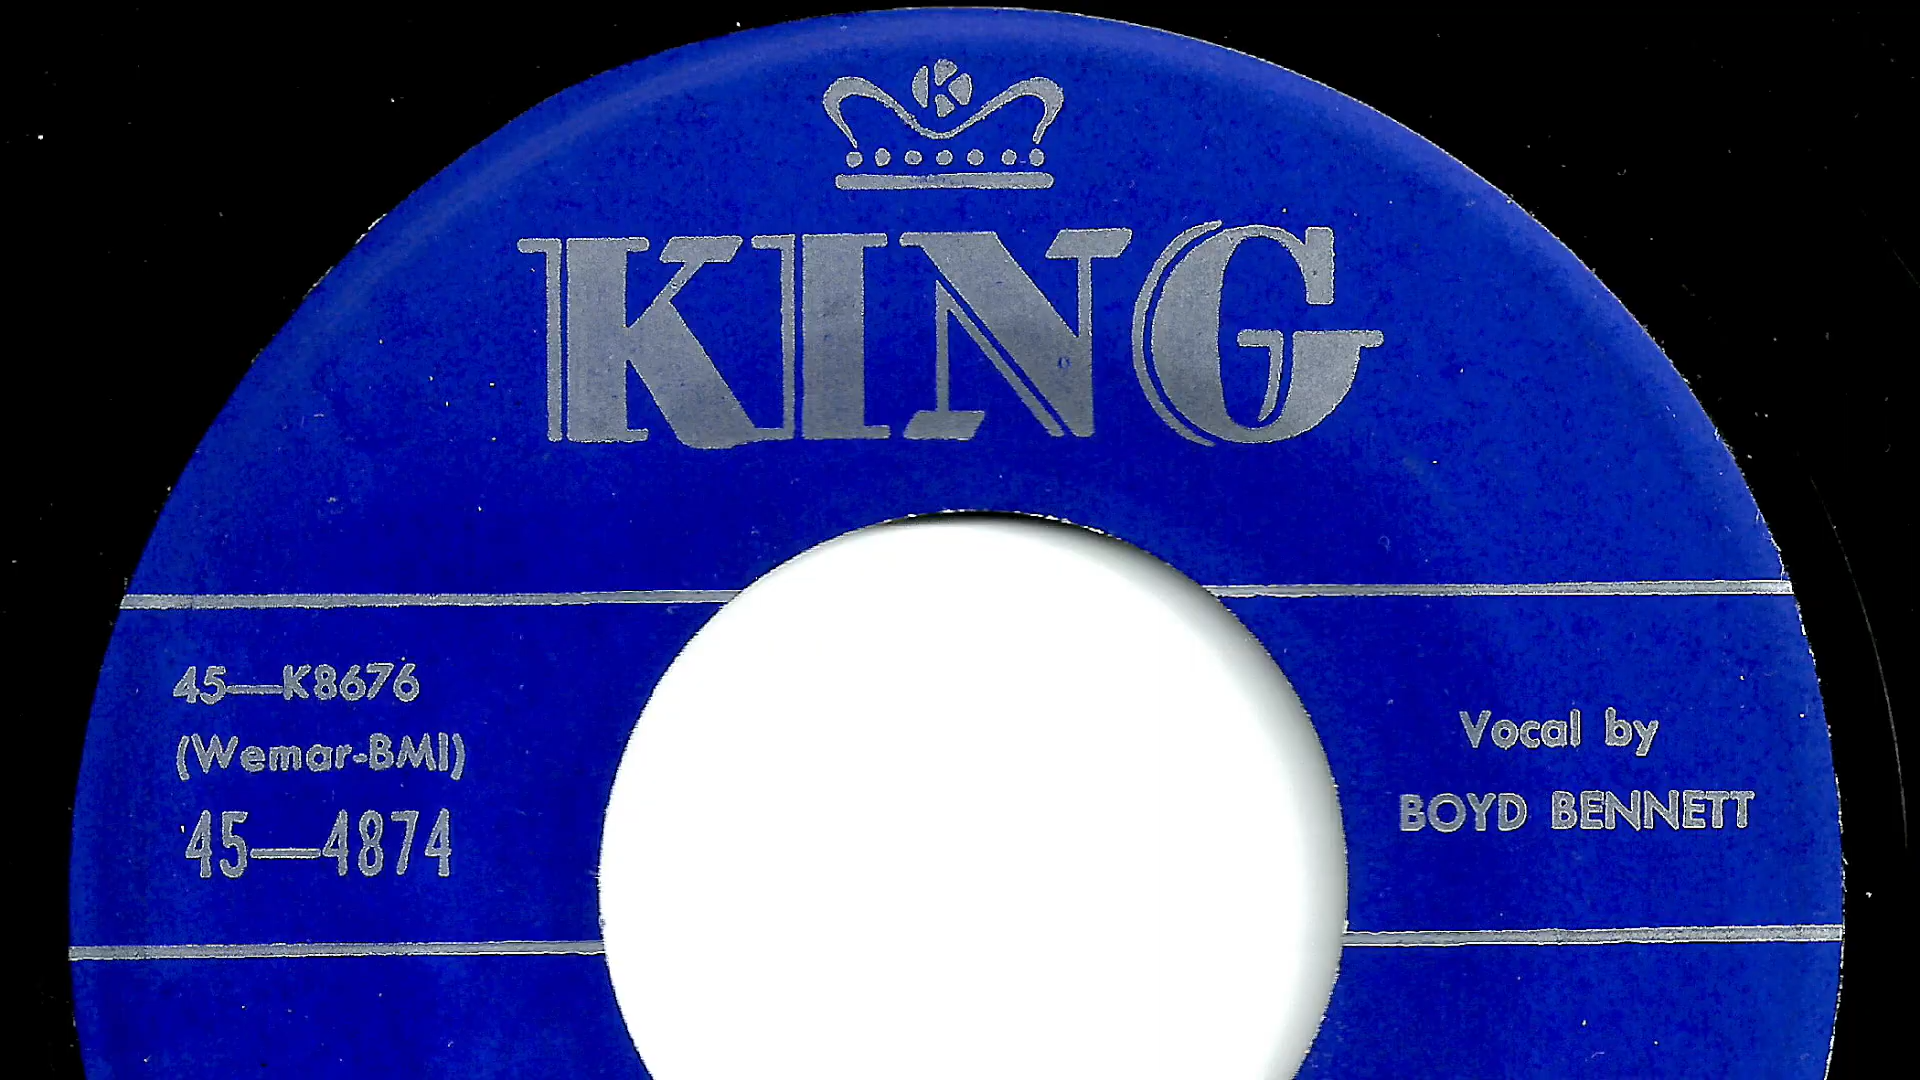 K
KING
45—K8676
(Wemar-BMI)
45—4874
Vocal by
BOYD BENNETT